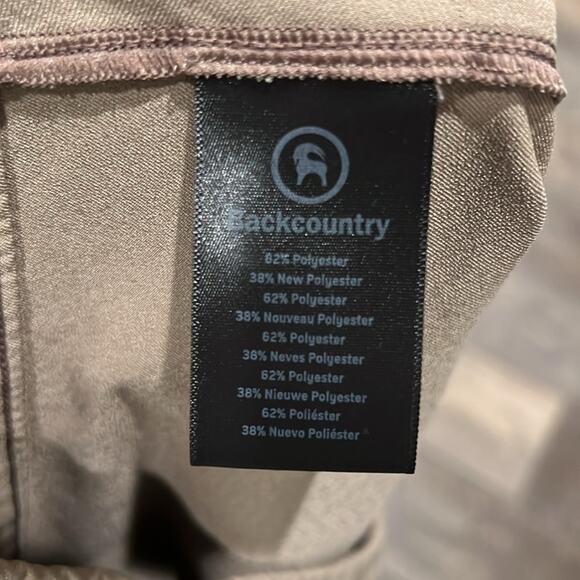 Backcountry
62% Polyester
38% New Polyester
62% Polyester
38% Nouveau Polyester
62% Polyester
38% Neves Polyester
62% Polyester
38% Nieuwe Polyester
62% Poliéster
38% Nuevo Poliéster